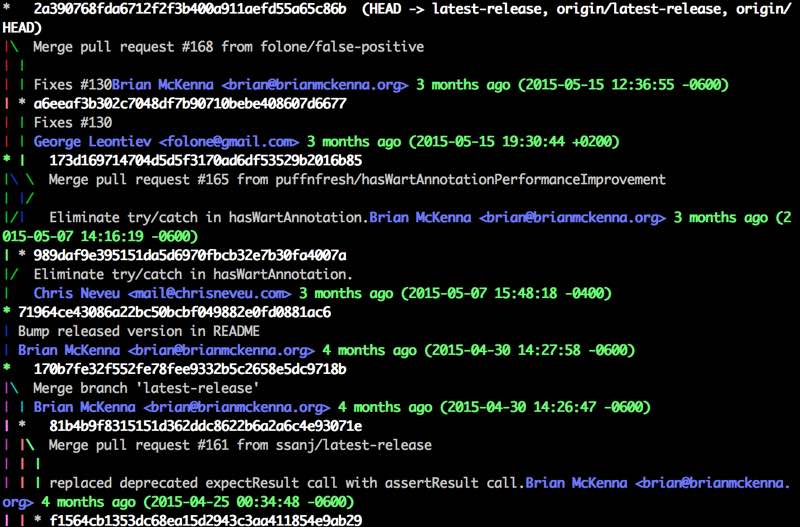 * 2a390768fda6712f2f3b400a911aefd55a65c86b (HEAD -> latest-release, origin/latest-release, origin/
HEAD)
|\ Merge pull request #168 from folone/false-positive
| |
| | Fixes #130Brian McKenna <brian@brianmckenna.org> 3 months ago (2015-05-15 12:36:55 -0600)
| * a6eeaf3b302c7048df7b90710bebe408607d6677
| | Fixes #130
| | George Leontiev <folone@gmail.com> 3 months ago (2015-05-15 19:30:44 +0200)
* | 173d169714704d5d5f3170ad6df53529b2016b85
|\ \ Merge pull request #165 from puffnfresh/hasWartAnnotationPerformanceImprovement
| |/
|/| Eliminate try/catch in hasWartAnnotation.Brian McKenna <brian@brianmckenna.org> 3 months ago (2
015-05-07 14:16:19 -0600)
| * 989daf9e395151da5d6970fbcb32e7b30fa4007a
|/ Eliminate try/catch in hasWartAnnotation.
| Chris Neveu <mail@chrisneveu.com> 3 months ago (2015-05-07 15:48:18 -0400)
* 71964ce43086a22bc50bcbf049882e0fd0881ac6
| Bump released version in README
| Brian McKenna <brian@brianmckenna.org> 4 months ago (2015-04-30 14:27:58 -0600)
* 170b7fe32f552fe78fee9332b5c2658e5dc9718b
|\ Merge branch 'latest-release'
| | Brian McKenna <brian@brianmckenna.org> 4 months ago (2015-04-30 14:26:47 -0600)
| * 81b4b9f8315151d362ddc8622b6a2a6c4e93071e
| |\ Merge pull request #161 from ssanj/latest-release
| | |
| | | replaced deprecated expectResult call with assertResult call.Brian McKenna <brian@brianmckenna.
org> 4 months ago (2015-04-25 00:34:48 -0600)
| | * f1564cb1353dc68ea15d2943c3aa411854e9ab29